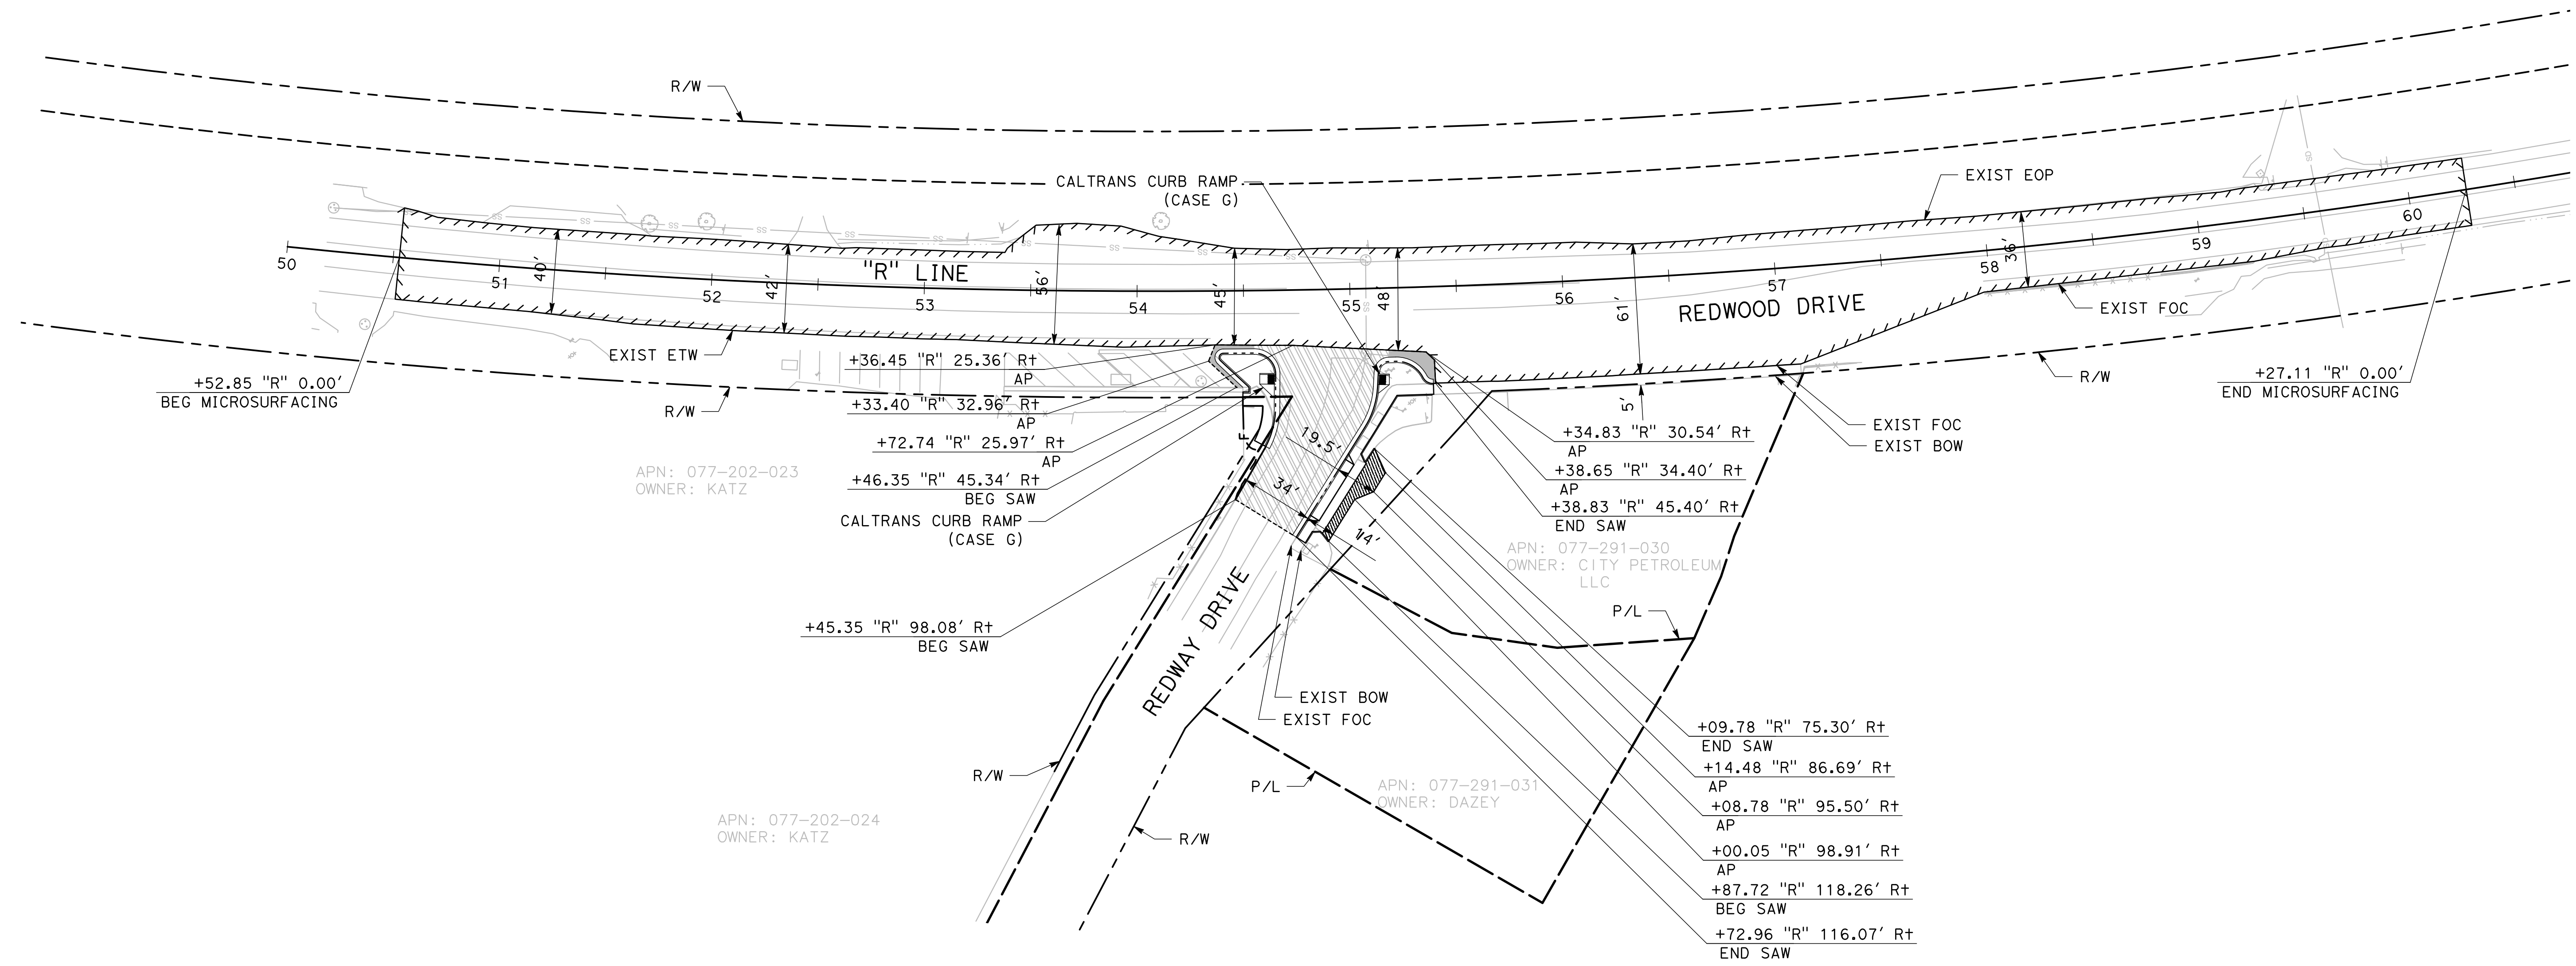 R/W
CALTRANS CURB RAMP
(CASE G)
EXIST EOP
SS
SS
SS
SS
SS
SS
SS
SS
SS
50
51
52
53
54
55
56
57
58
59
60
40'
42'
56'
45'
48'
61'
36'
"R" LINE
REDWOOD DRIVE
EXIST ETW
EXIST FOC
+52.85 "R" 0.00'
BEG MICROSURFACING
R/W
+36.45 "R" 25.36' Rt
AP
+33.40 "R" 32.96' Rt
AP
+72.74 "R" 25.97' Rt
AP
+46.35 "R" 45.34' Rt
BEG SAW
CALTRANS CURB RAMP
(CASE G)
R/W
+27.11 "R" 0.00'
END MICROSURFACING
5'
EXIST FOC
EXIST BOW
+34.83 "R" 30.54' Rt
AP
+38.65 "R" 34.40' Rt
AP
+38.83 "R" 45.40' Rt
END SAW
19.5'
34'
14'
APN: 077-202-023
OWNER: KATZ
APN: 077-291-030
OWNER: CITY PETROLEUM
LLC
P/L
+45.35 "R" 98.08' Rt
BEG SAW
REDWAY DRIVE
EXIST BOW
EXIST FOC
R/W
P/L
APN: 077-291-031
OWNER: DAZEY
APN: 077-202-024
OWNER: KATZ
R/W
+09.78 "R" 75.30' Rt
END SAW
+14.48 "R" 86.69' Rt
AP
+08.78 "R" 95.50' Rt
AP
+00.05 "R" 98.91' Rt
AP
+87.72 "R" 118.26' Rt
BEG SAW
+72.96 "R" 116.07' Rt
END SAW